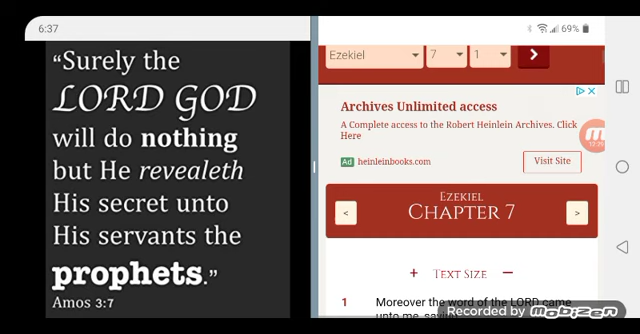 6:37
69%
“Surely the
LORD GOD
will do nothing
but He revealeth
His secret unto
His servants the
prophets.”
Amos 3:7
Ezekiel 7 1 >
Archives Unlimited access
A Complete access to the Robert Heinlein Archives. Click
Here
Ad heinleinbooks.com Visit Site
< EZEKIEL
CHAPTER 7 >
+ TEXT SIZE −
1 Moreover the word of the LORD came
unto me, saying
Recorded by mobizen